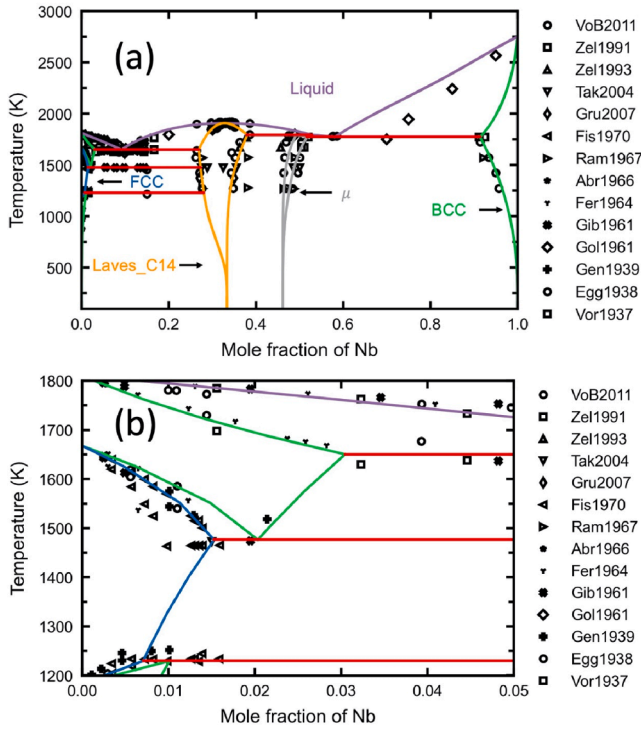 (a)
3000
2500
2000
1500
1000
500
Temperature (K)
Liquid
FCC
μ
BCC
Laves_C14
0.0
0.2
0.4
0.6
0.8
1.0
Mole fraction of Nb
VoB2011
Zel1991
Zel1993
Tak2004
Gru2007
Fis1970
Ram1967
Abr1966
Fer1964
Gib1961
Gol1961
Gen1939
Egg1938
Vor1937
(b)
1800
1700
1600
1500
1400
1300
1200
Temperature (K)
0.00
0.01
0.02
0.03
0.04
0.05
Mole fraction of Nb
VoB2011
Zel1991
Zel1993
Tak2004
Gru2007
Fis1970
Ram1967
Abr1966
Fer1964
Gib1961
Gol1961
Gen1939
Egg1938
Vor1937